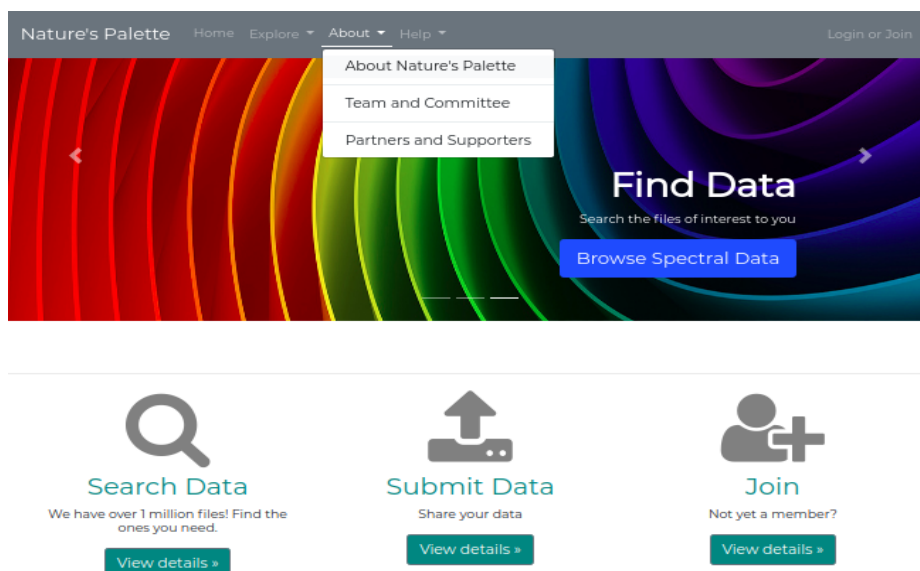 Nature's Palette Home Explore About Help Login or Join
About Nature's Palette
Team and Committee
Partners and Supporters
Find Data
Search the files of interest to you
Browse Spectral Data
Search Data
We have over 1 million files! Find the
ones you need.
View details »
Submit Data
Share your data
View details »
Join
Not yet a member?
View details »